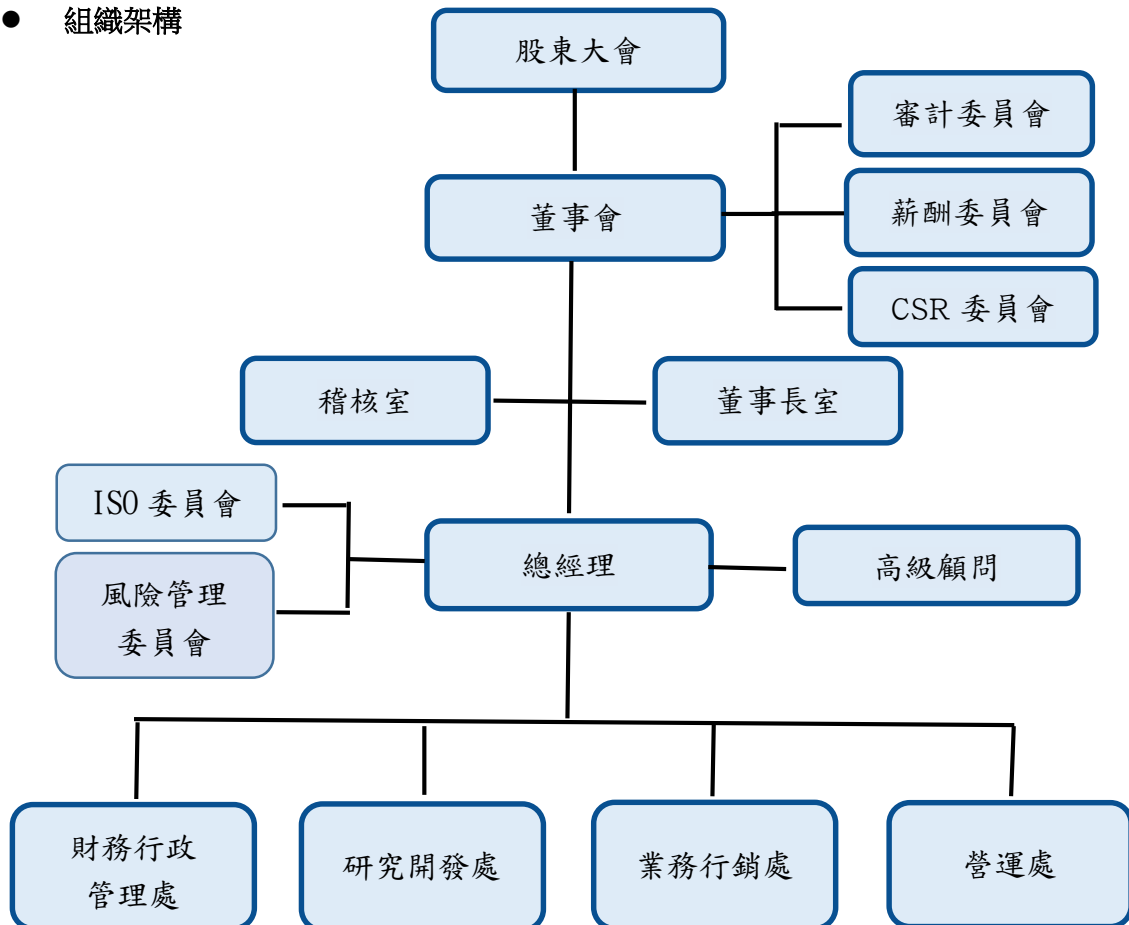 ● 組織架構
股東大會
審計委員會
董事會
薪酬委員會
CSR 委員會
稽核室
董事長室
ISO 委員會
總經理
高級顧問
風險管理
委員會
財務行政
管理處
研究開發處
業務行銷處
營運處